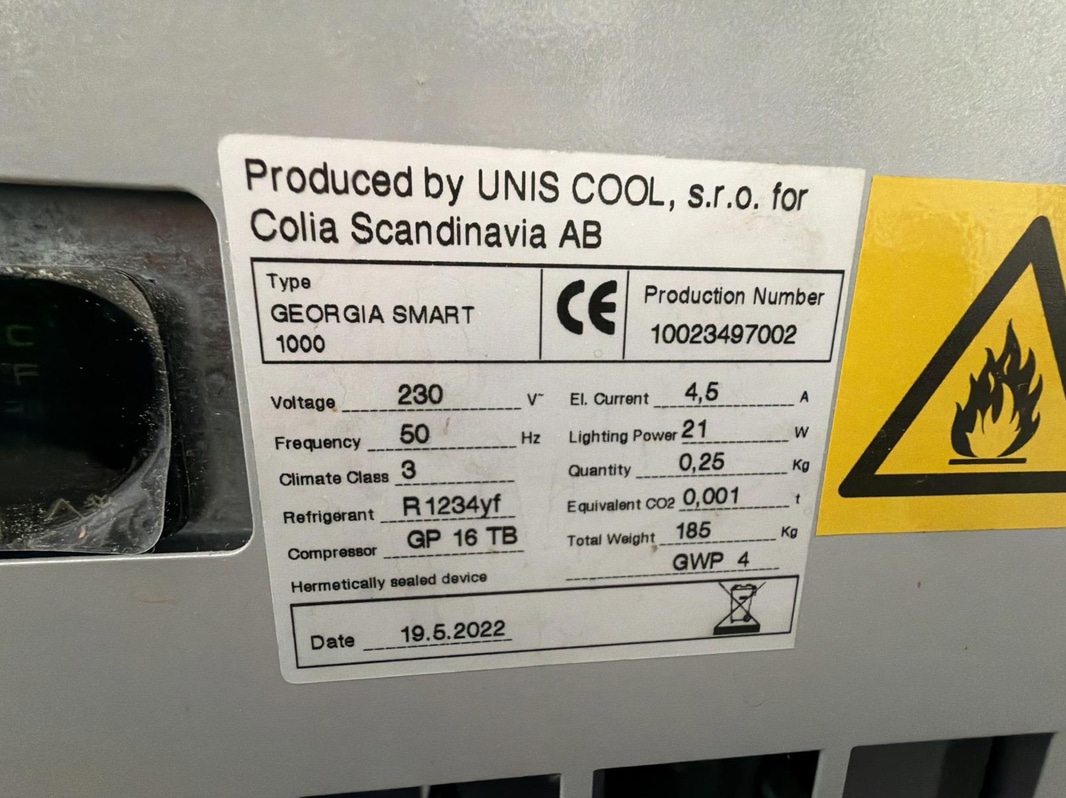 Produced by UNIS COOL, s.r.o. for
Colia Scandinavia AB
Type
GEORGIA SMART
1000
CE
Production Number
10023497002
Voltage 230 V~ El. Current 4,5 A
Frequency 50 Hz Lighting Power 21 W
Climate Class 3 Quantity 0,25 Kg
Refrigerant R1234yf Equivalent CO2 0,001 t
Compressor GP 16 TB Total Weight 185 Kg
Hermetically sealed device GWP 4
Date 19.5.2022
C
F